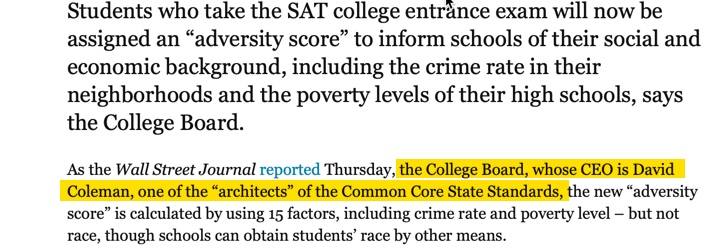 Students who take the SAT college entrance exam will now be
assigned an “adversity score” to inform schools of their social and
economic background, including the crime rate in their
neighborhoods and the poverty levels of their high schools, says
the College Board.
As the Wall Street Journal reported Thursday, the College Board, whose CEO is David
Coleman, one of the “architects” of the Common Core State Standards, the new “adversity
score” is calculated by using 15 factors, including crime rate and poverty level – but not
race, though schools can obtain students’ race by other means.